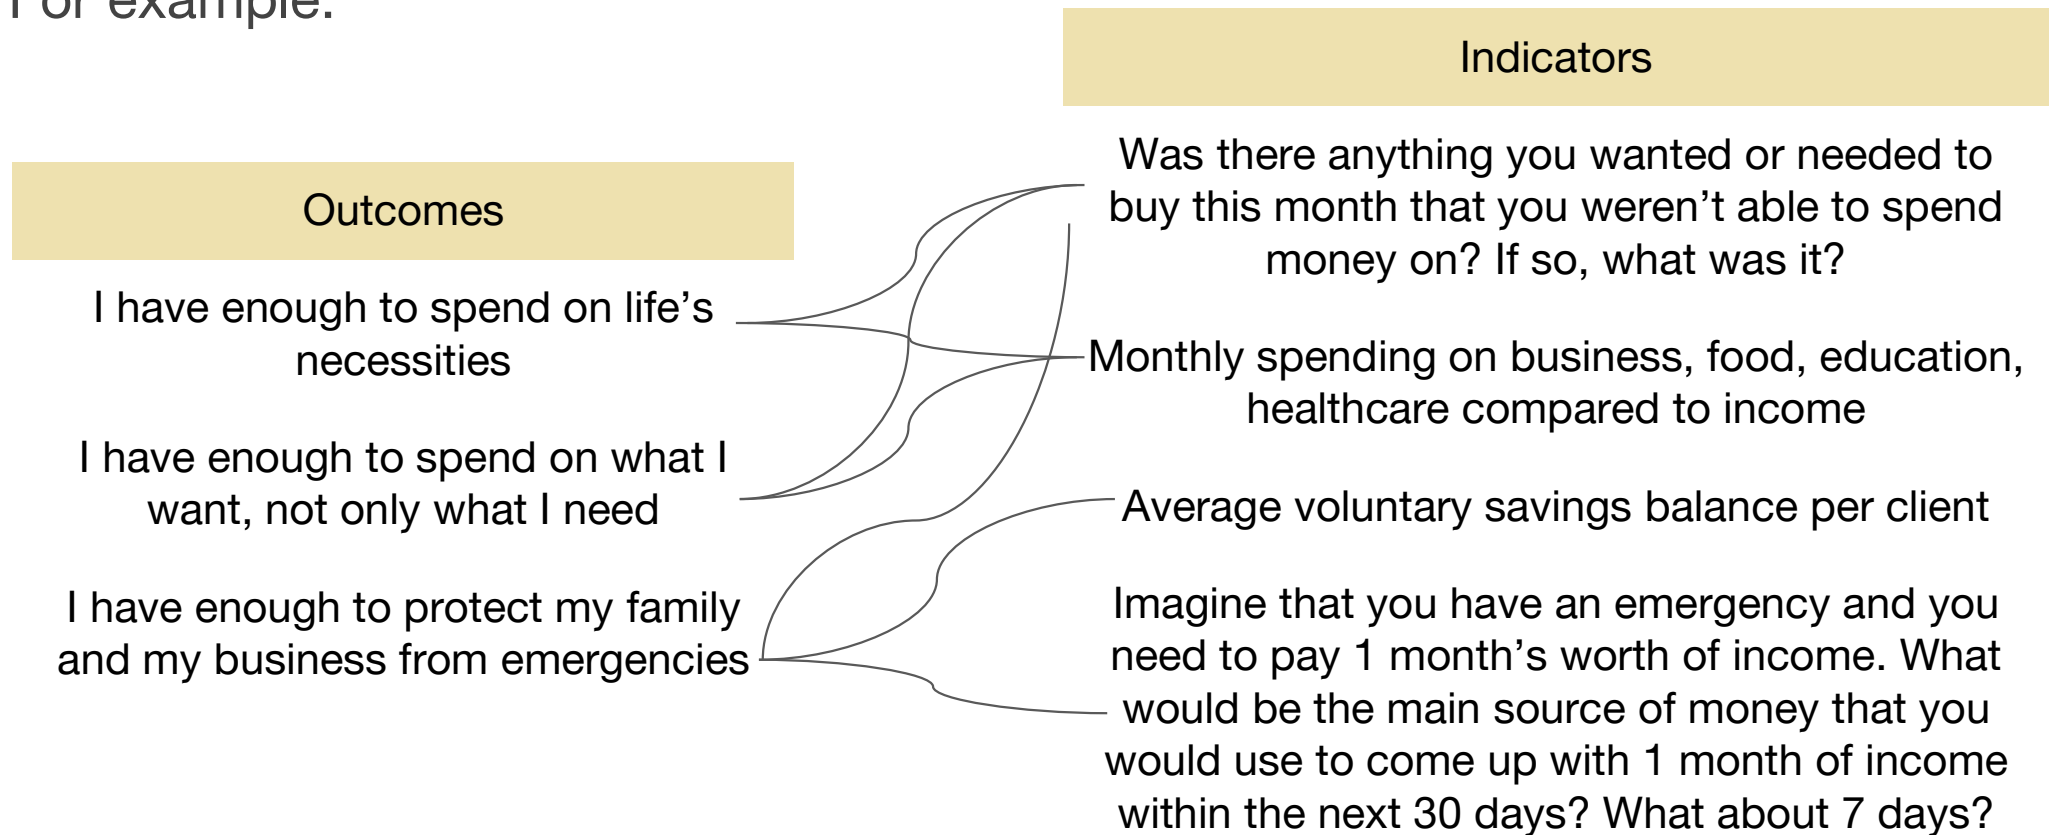 For example:
Outcomes
I have enough to spend on life’s
necessities
I have enough to spend on what I
want, not only what I need
I have enough to protect my family
and my business from emergencies
Indicators
Was there anything you wanted or needed to
buy this month that you weren’t able to spend
money on? If so, what was it?
Monthly spending on business, food, education,
healthcare compared to income
Average voluntary savings balance per client
Imagine that you have an emergency and you
need to pay 1 month’s worth of income. What
would be the main source of money that you
would use to come up with 1 month of income
within the next 30 days? What about 7 days?